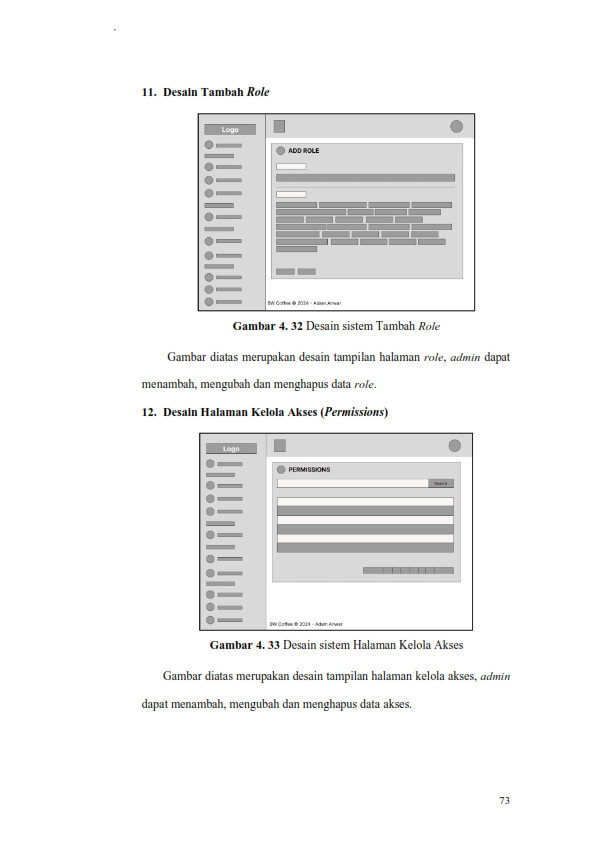 11. Desain Tambah Role
Logo
ADD ROLE
BW Coffee © 2024 - Adam Anwar
Gambar 4. 32 Desain sistem Tambah Role
Gambar diatas merupakan desain tampilan halaman role, admin dapat
menambah, mengubah dan menghapus data role.
12. Desain Halaman Kelola Akses (Permissions)
Logo
PERMISSIONS
Search
BW Coffee © 2024 - Adam Anwar
Gambar 4. 33 Desain sistem Halaman Kelola Akses
Gambar diatas merupakan desain tampilan halaman kelola akses, admin
dapat menambah, mengubah dan menghapus data akses.
73